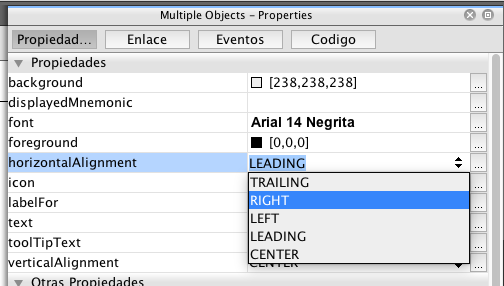 Multiple Objects - Properties
Propiedad... Enlace Eventos Codigo
Propiedades
background [238,238,238] ...
displayedMnemonic ...
font Arial 14 Negrita ...
foreground [0,0,0] ...
horizontalAlignment LEADING ...
icon TRAILING ...
labelFor RIGHT ...
text LEFT ...
toolTipText LEADING ...
verticalAlignment CENTER ...
CENTER
Otras Propiedades